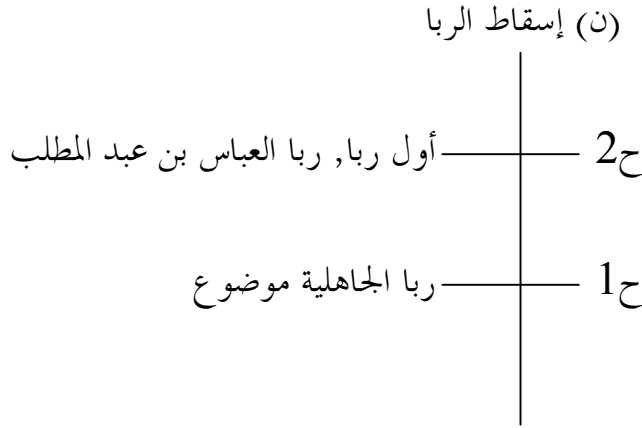 (ن) إسقاط الربا
ح2 أول ربا, ربا العباس بن عبد المطلب
ح1 ربا الجاهلية موضوع